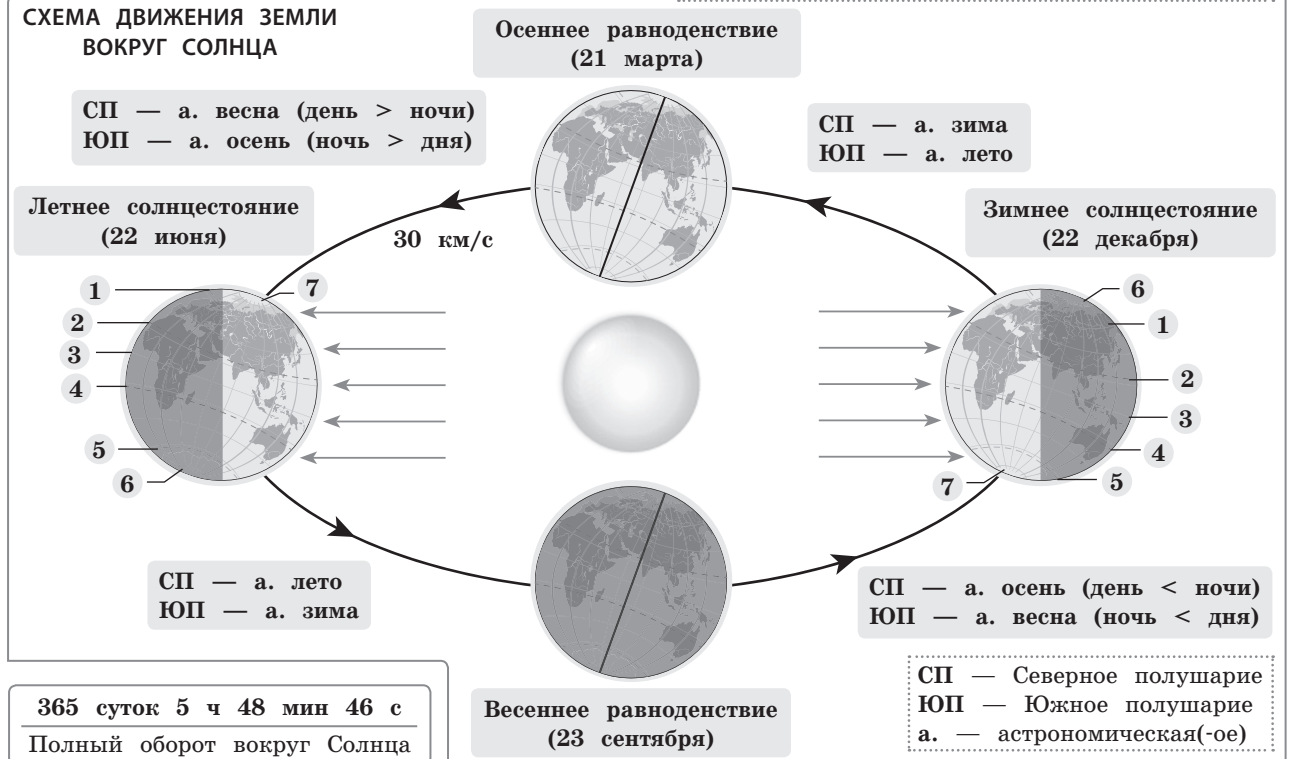 СХЕМА ДВИЖЕНИЯ ЗЕМЛИ
ВОКРУГ СОЛНЦА
Осеннее равноденствие
(21 марта)
СП — а. весна (день > ночи)
ЮП — а. осень (ночь > дня)
СП — а. зима
ЮП — а. лето
Летнее солнцестояние
(22 июня)
30 км/с
Зимнее солнцестояние
(22 декабря)
1
7
2
3
4
5
6
6
1
2
3
4
5
7
СП — а. лето
ЮП — а. зима
СП — а. осень (день < ночи)
ЮП — а. весна (ночь < дня)
Весеннее равноденствие
(23 сентября)
365 суток 5 ч 48 мин 46 с
Полный оборот вокруг Солнца
СП — Северное полушарие
ЮП — Южное полушарие
а. — астрономическая(-ое)